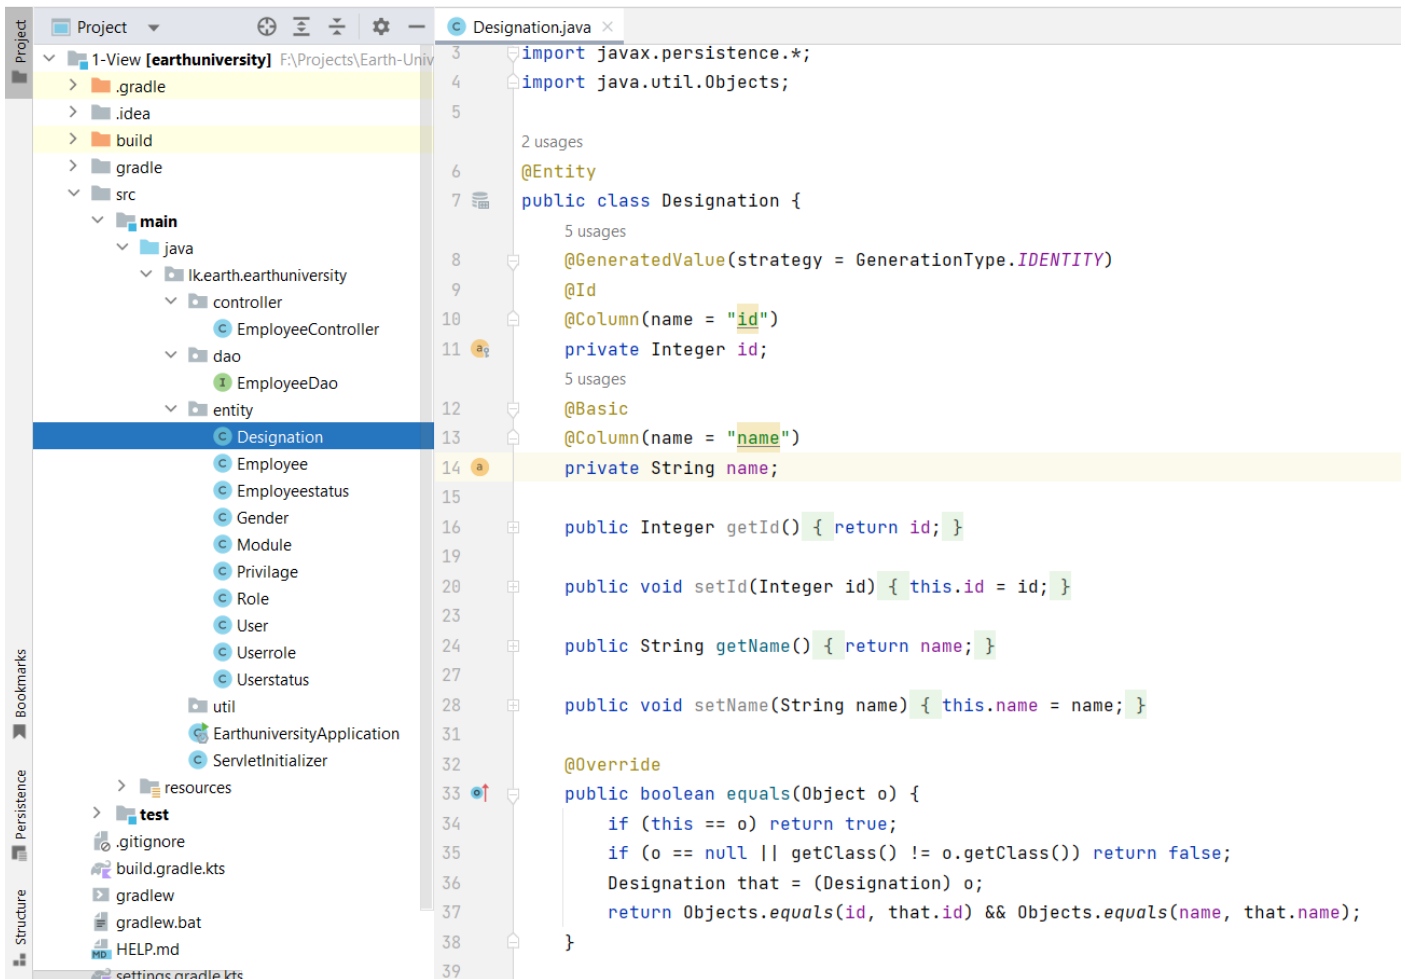 Project
Designation.java
Project
1-View [earthuniversity] F:\Projects\Earth-Univ
.gradle
.idea
build
gradle
src
main
java
lk.earth.earthuniversity
controller
C EmployeeController
dao
I EmployeeDao
entity
C Designation
C Employee
C Employeestatus
C Gender
C Module
C Privilage
C Role
C User
C Userrole
C Userstatus
util
EarthuniversityApplication
C ServletInitializer
resources
test
.gitignore
build.gradle.kts
gradlew
gradlew.bat
MD HELP.md
settings.gradle.kts
Bookmarks
Persistence
Structure
3 import javax.persistence.*;
4 import java.util.Objects;
5
2 usages
6 @Entity
7 public class Designation {
5 usages
8 @GeneratedValue(strategy = GenerationType.IDENTITY)
9 @Id
10 @Column(name = "id")
11 private Integer id;
5 usages
12 @Basic
13 @Column(name = "name")
14 private String name;
15
16 public Integer getId() { return id; }
19
20 public void setId(Integer id) { this.id = id; }
23
24 public String getName() { return name; }
27
28 public void setName(String name) { this.name = name; }
31
32 @Override
33 public boolean equals(Object o) {
34 if (this == o) return true;
35 if (o == null || getClass() != o.getClass()) return false;
36 Designation that = (Designation) o;
37 return Objects.equals(id, that.id) && Objects.equals(name, that.name);
38 }
39